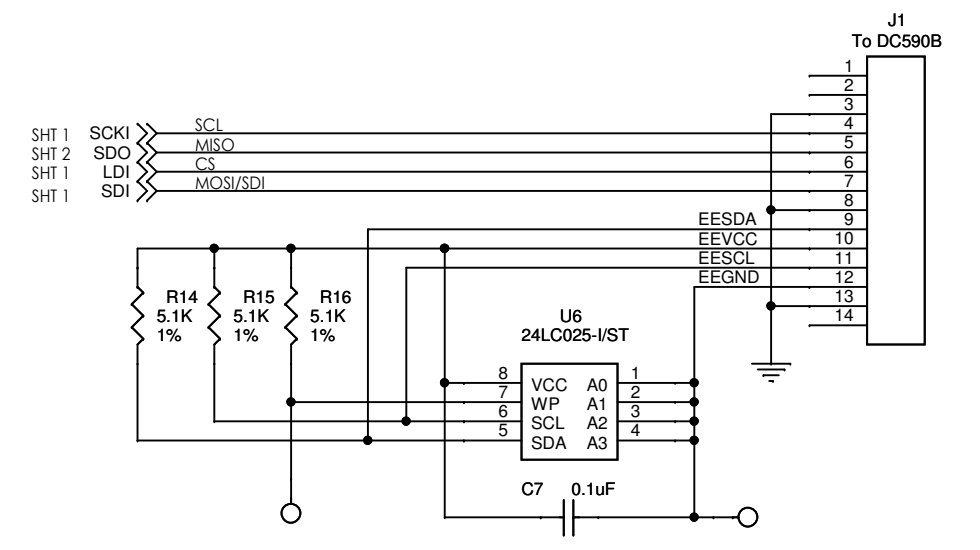 J1
To DC590B
1
2
3
4
5
6
7
8
9
10
11
12
13
14
SHT 1 SCKI SCL
SHT 2 SDO MISO
SHT 1 LDI CS
SHT 1 SDI MOSI/SDI
EESDA
EEVCC
EESCL
EEGND
R14
5.1K
1%
R15
5.1K
1%
R16
5.1K
1%
U6
24LC025-I/ST
8 VCC A0 1
7 WP A1 2
6 SCL A2 3
5 SDA A3 4
C7 0.1uF